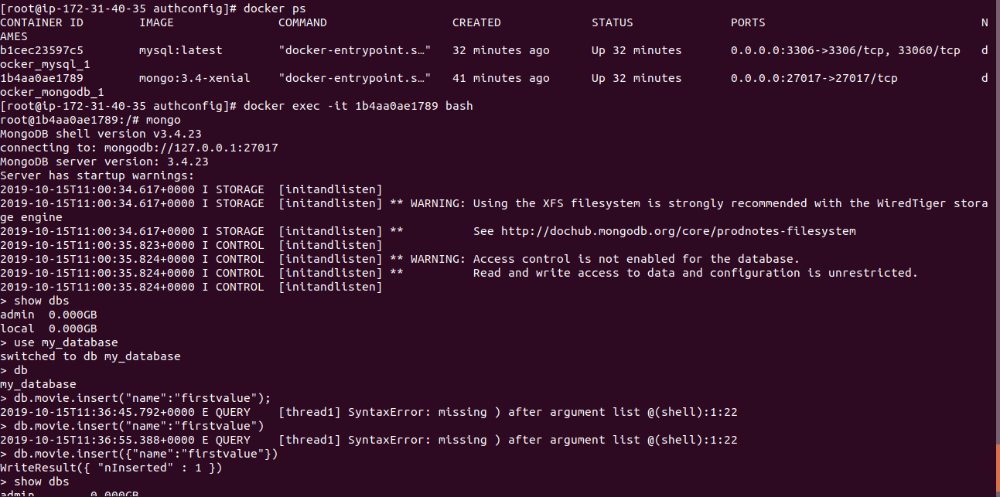 [root@ip-172-31-40-35 authconfig]# docker ps
CONTAINER ID        IMAGE               COMMAND                  CREATED             STATUS              PORTS                               N
AMES
b1cec23597c5        mysql:latest        "docker-entrypoint.s…"   32 minutes ago      Up 32 minutes       0.0.0.0:3306->3306/tcp, 33060/tcp   d
ocker_mysql_1
1b4aa0ae1789        mongo:3.4-xenial    "docker-entrypoint.s…"   41 minutes ago      Up 32 minutes       0.0.0.0:27017->27017/tcp            d
ocker_mongodb_1
[root@ip-172-31-40-35 authconfig]# docker exec -it 1b4aa0ae1789 bash
root@1b4aa0ae1789:/# mongo
MongoDB shell version v3.4.23
connecting to: mongodb://127.0.0.1:27017
MongoDB server version: 3.4.23
Server has startup warnings:
2019-10-15T11:00:34.617+0000 I STORAGE  [initandlisten]
2019-10-15T11:00:34.617+0000 I STORAGE  [initandlisten] ** WARNING: Using the XFS filesystem is strongly recommended with the WiredTiger stora
ge engine
2019-10-15T11:00:34.617+0000 I STORAGE  [initandlisten] **          See http://dochub.mongodb.org/core/prodnotes-filesystem
2019-10-15T11:00:35.823+0000 I CONTROL  [initandlisten]
2019-10-15T11:00:35.824+0000 I CONTROL  [initandlisten] ** WARNING: Access control is not enabled for the database.
2019-10-15T11:00:35.824+0000 I CONTROL  [initandlisten] **          Read and write access to data and configuration is unrestricted.
2019-10-15T11:00:35.824+0000 I CONTROL  [initandlisten]
> show dbs
admin  0.000GB
local  0.000GB
> use my_database
switched to db my_database
> db
my_database
> db.movie.insert("name":"firstvalue");
2019-10-15T11:36:45.792+0000 E QUERY    [thread1] SyntaxError: missing ) after argument list @(shell):1:22
> db.movie.insert("name":"firstvalue")
2019-10-15T11:36:55.388+0000 E QUERY    [thread1] SyntaxError: missing ) after argument list @(shell):1:22
> db.movie.insert({"name":"firstvalue"})
WriteResult({ "nInserted" : 1 })
> show dbs
admin        0.000GB